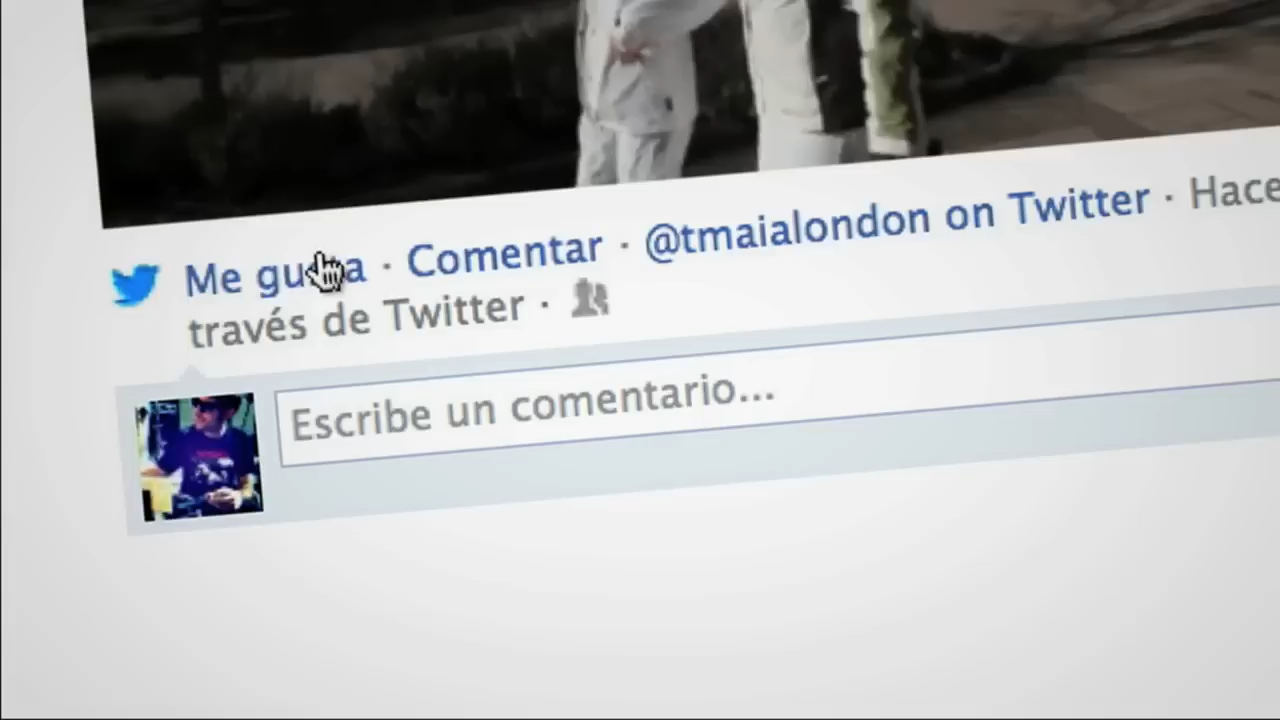 Me gusta · Comentar · @tmaialondon on Twitter · Hace
través de Twitter ·
Escribe un comentario...